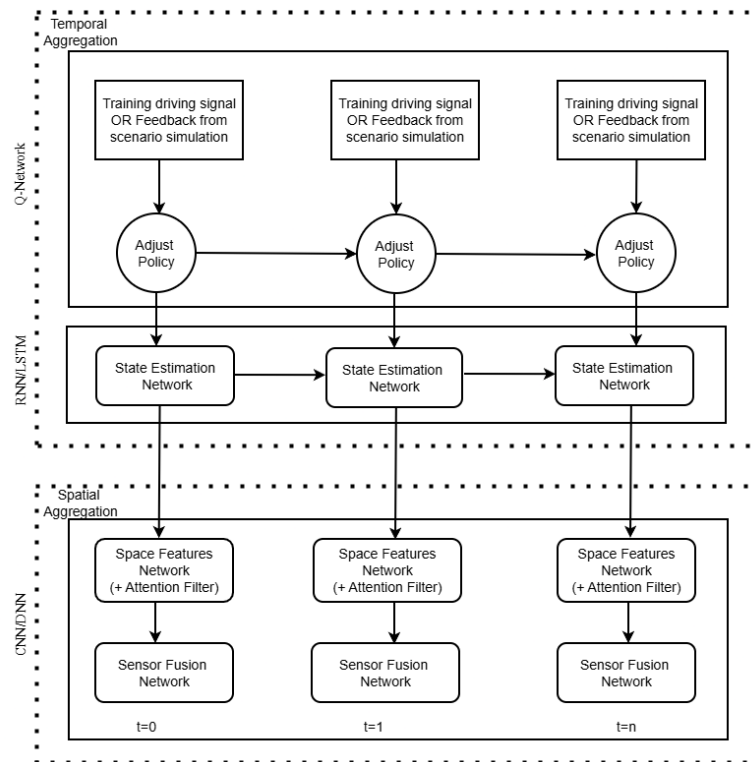 Temporal
Aggregation
Q-Network
Training driving signal
OR Feedback from
scenario simulation
Training driving signal
OR Feedback from
scenario simulation
Training driving signal
OR Feedback from
scenario simulation
Adjust
Policy
Adjust
Policy
Adjust
Policy
RNN/LSTM
State Estimation
Network
State Estimation
Network
State Estimation
Network
Spatial
Aggregation
CNN/DNN
Space Features
Network
(+ Attention Filter)
Space Features
Network
(+ Attention Filter)
Space Features
Network
(+ Attention Filter)
Sensor Fusion
Network
Sensor Fusion
Network
Sensor Fusion
Network
t=0
t=1
t=n